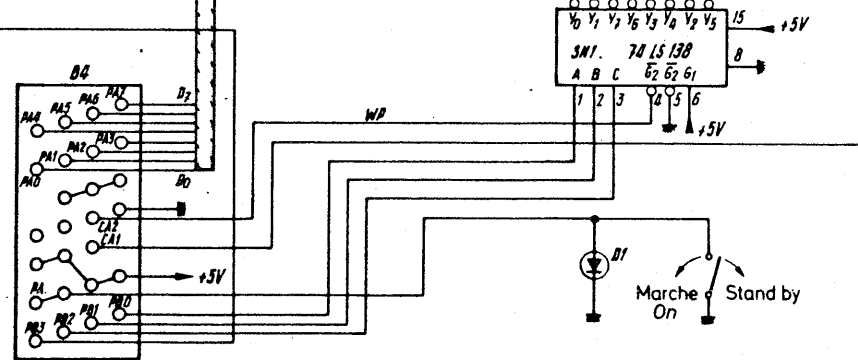 Y0 Y1 Y7 Y6 Y3 Y4 Y2 Y5
15
+5V
SN1. 74 LS 138
8
A B C G2 G2 G1
1 2 3 4 5 6
+5V
B4
PA7
PA6
PA5
PA4
D7
WP
PA3
PA2
PA1
PA0
D0
CA2
CA1
+5V
PA.
PB0
PB1
PB2
PB3
D1
Marche Stand by
On